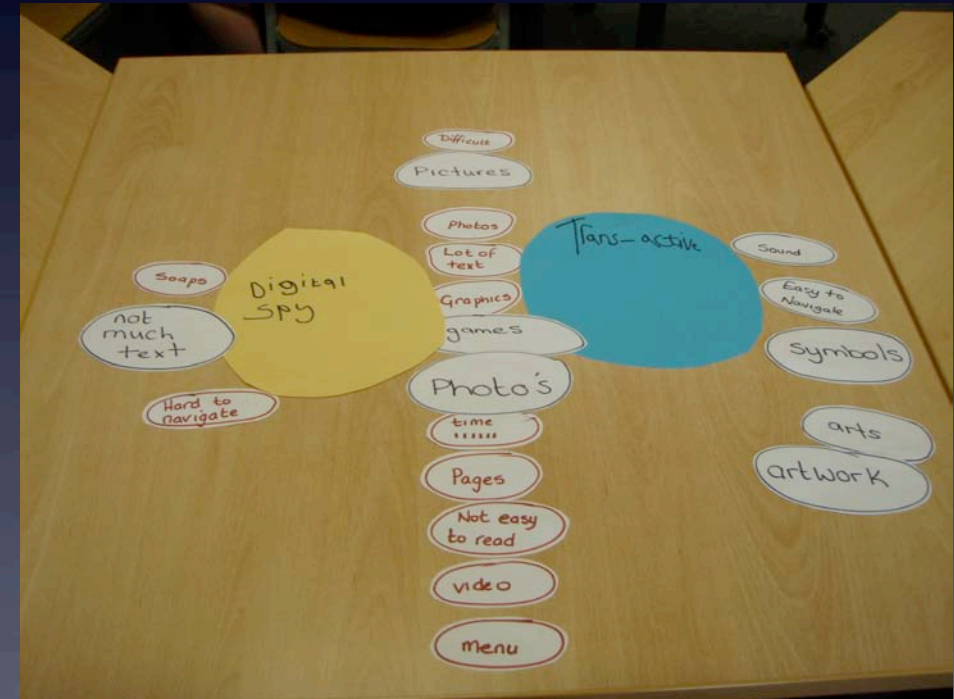 Difficult
Pictures
Photos
Lot of
text
Graphics
games
Photo's
time
Pages
Not easy
to read
video
menu
Digital
Spy
Soaps
not
much
text
Hard to
navigate
Trans-active
Sound
Easy to
Navigate
Symbols
arts
artwork